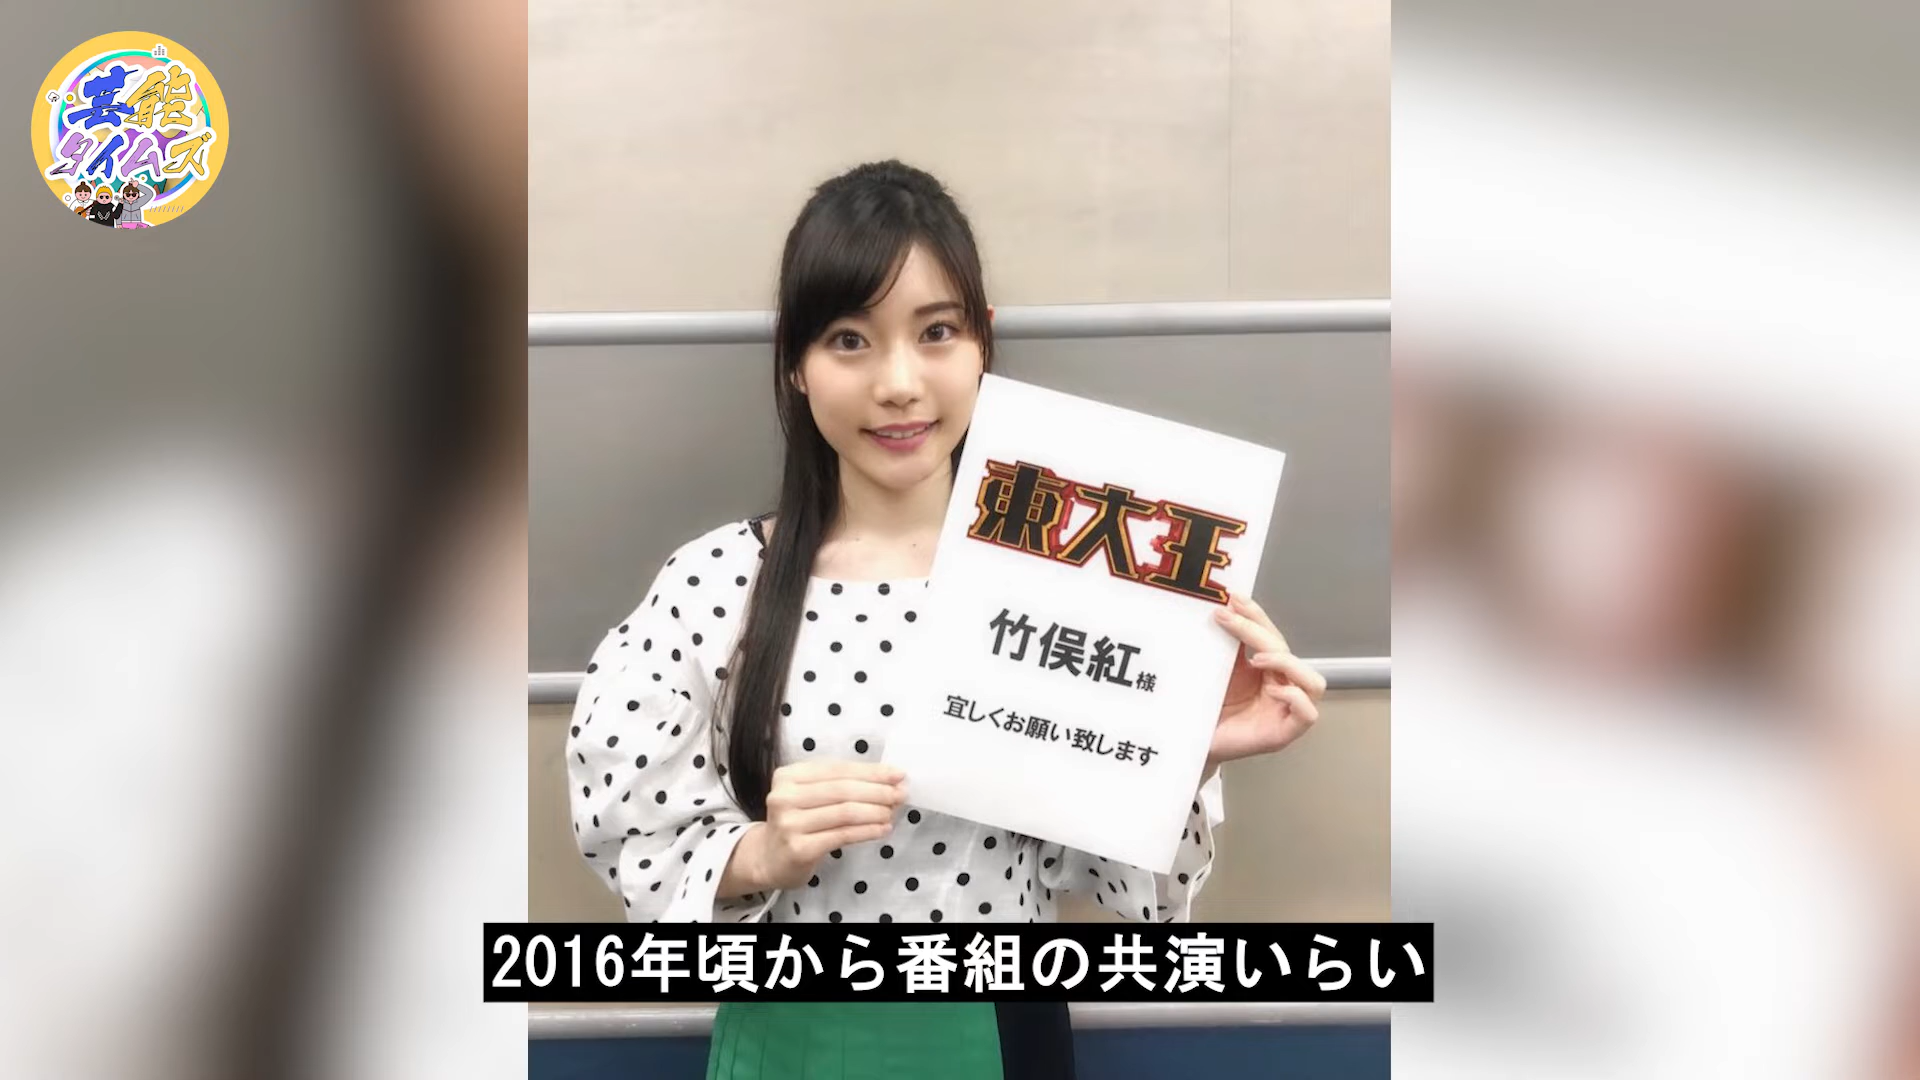 芸能
タイムズ
東大王
竹俣紅様
宜しくお願い致します
2016年頃から番組の共演いらい